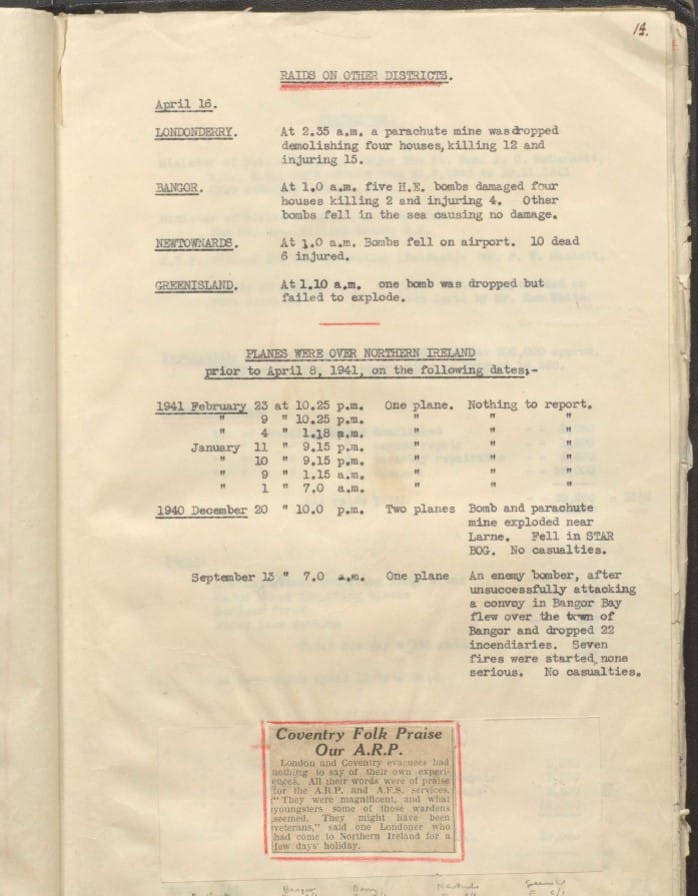 14.
RAIDS ON OTHER DISTRICTS.
April 16.
LONDONDERRY. At 2.35 a.m. a parachute mine was dropped
demolishing four houses, killing 12 and
injuring 15.
BANGOR. At 1.0 a.m. five H.E. bombs damaged four
houses killing 2 and injuring 4. Other
bombs fell in the sea causing no damage.
NEWTOWNARDS. At 1.0 a.m. Bombs fell on airport. 10 dead
6 injured.
GREENISLAND. At 1.10 a.m. one bomb was dropped but
failed to explode.
PLANES WERE OVER NORTHERN IRELAND
prior to April 8, 1941, on the following dates;-
1941 February 23 at 10.25 p.m. One plane. Nothing to report.
" 9 " 10.25 p.m. " " "
" 4 " 1.18 a.m. " " "
January 11 " 9.15 p.m. " " "
" 10 " 9.15 p.m. " " "
" 9 " 1.15 a.m. " " "
" 1 " 7.0 a.m. " " "
1940 December 20 " 10.0 p.m. Two planes Bomb and parachute
mine exploded near
Larne. Fell in STAR
BOG. No casualties.
September 13 " 7.0 a.m. One plane An enemy bomber, after
unsuccessfully attacking
a convoy in Bangor Bay
flew over the town of
Bangor and dropped 22
incendiaries. Seven
fires were started, none
serious. No casualties.
Coventry Folk Praise
Our A.R.P.
London and Coventry evacuees had
nothing to say of their own experi-
ences. All their words were of praise
for the A.R.P. and A.F.S. services.
"They were magnificent, and what
youngsters some of those wardens
seemed. They might have been
veterans," said one Londoner who
had come to Northern Ireland for a
few days' holiday.
Bangor